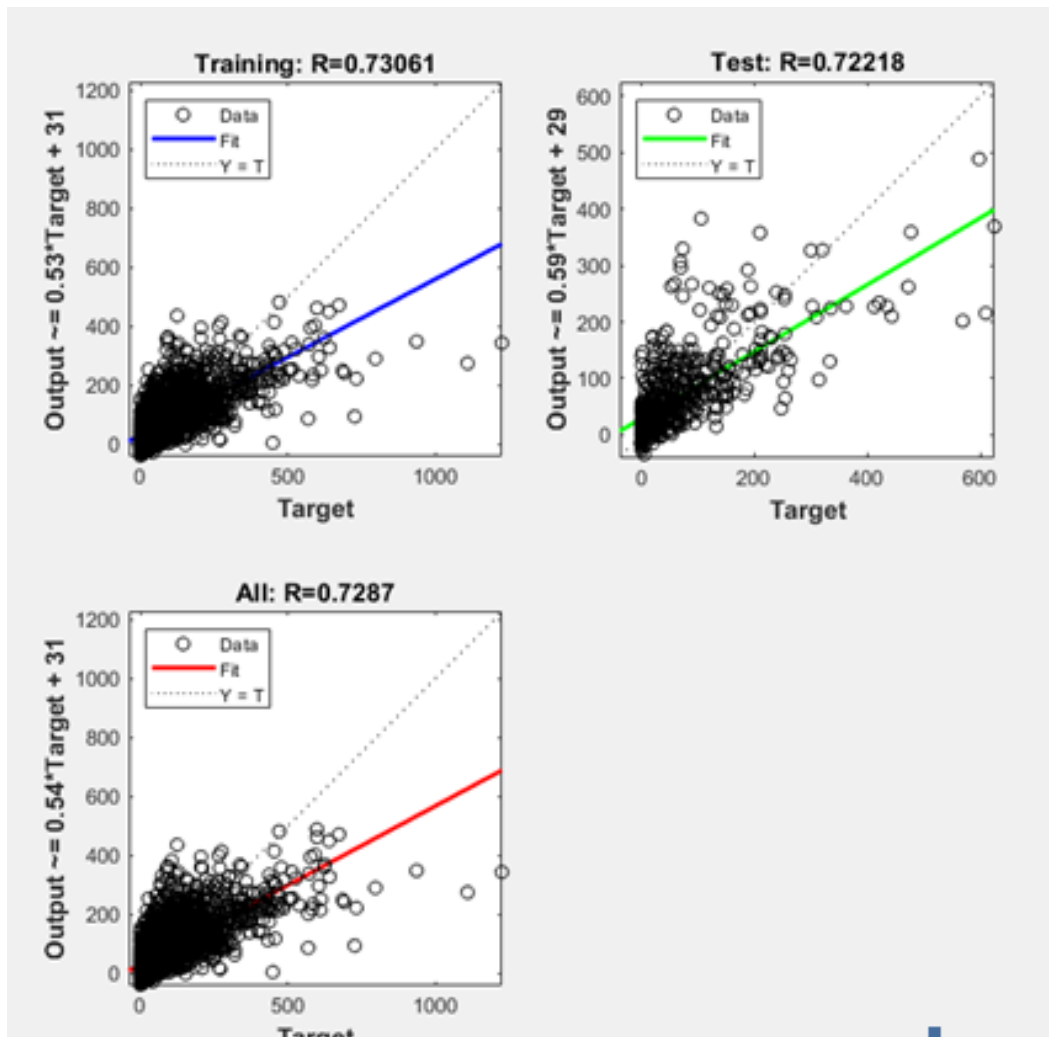 Training: R=0.73061
Output ~= 0.53*Target + 31
1200
1000
800
600
400
200
0
Data
Fit
Y = T
0
500
1000
Target
Test: R=0.72218
Output ~= 0.59*Target + 29
600
500
400
300
200
100
0
Data
Fit
Y = T
0
200
400
600
Target
All: R=0.7287
Output ~= 0.54*Target + 31
1200
1000
800
600
400
200
0
Data
Fit
Y = T
0
500
1000
Target